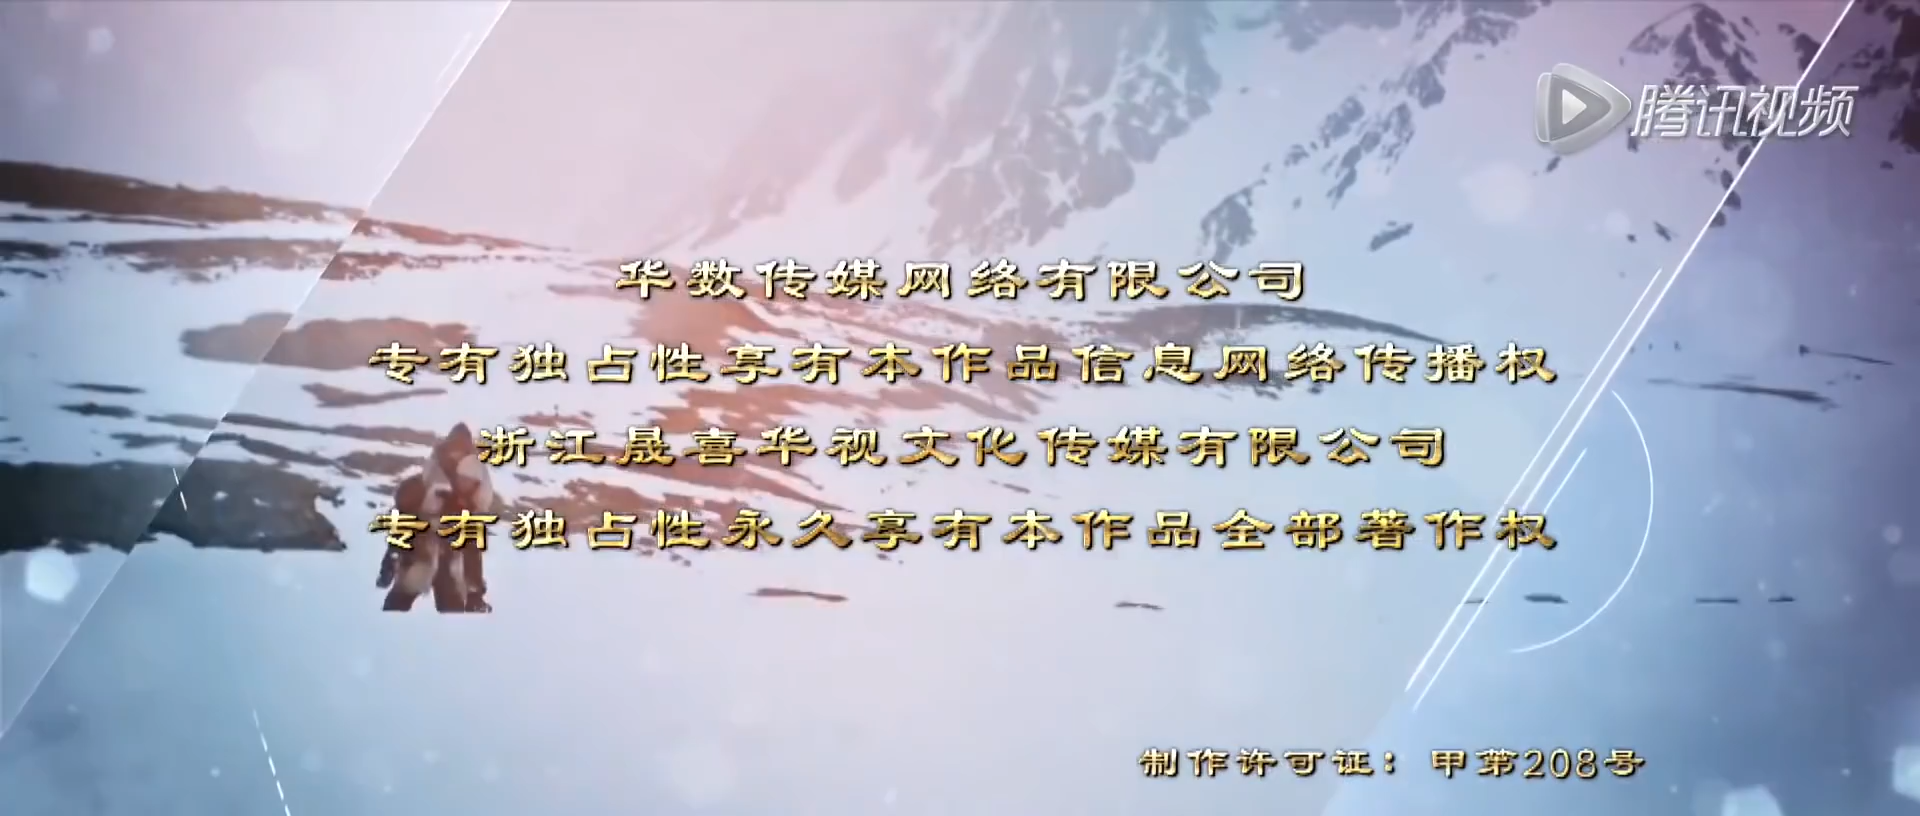 腾讯视频
华数传媒网络有限公司
专有独占性享有本作品信息网络传播权
浙江晟喜华视文化传媒有限公司
专有独占性永久享有本作品全部著作权
制作许可证：甲第208号